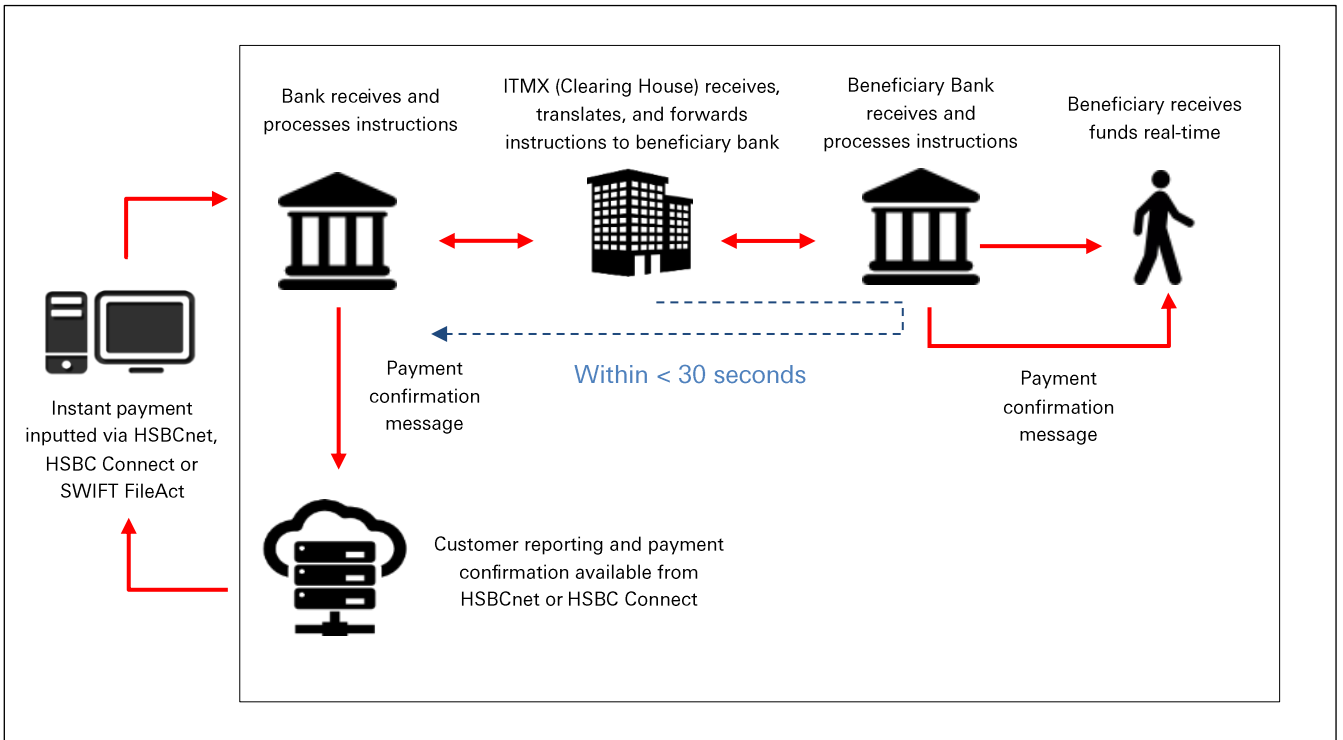 Bank receives and
processes instructions
ITMX (Clearing House) receives,
translates, and forwards
instructions to beneficiary bank
Beneficiary Bank
receives and
processes instructions
Beneficiary receives
funds real-time
Within < 30 seconds
Payment
confirmation
message
Payment
confirmation
message
Instant payment
inputted via HSBCnet,
HSBC Connect or
SWIFT FileAct
Customer reporting and payment
confirmation available from
HSBCnet or HSBC Connect